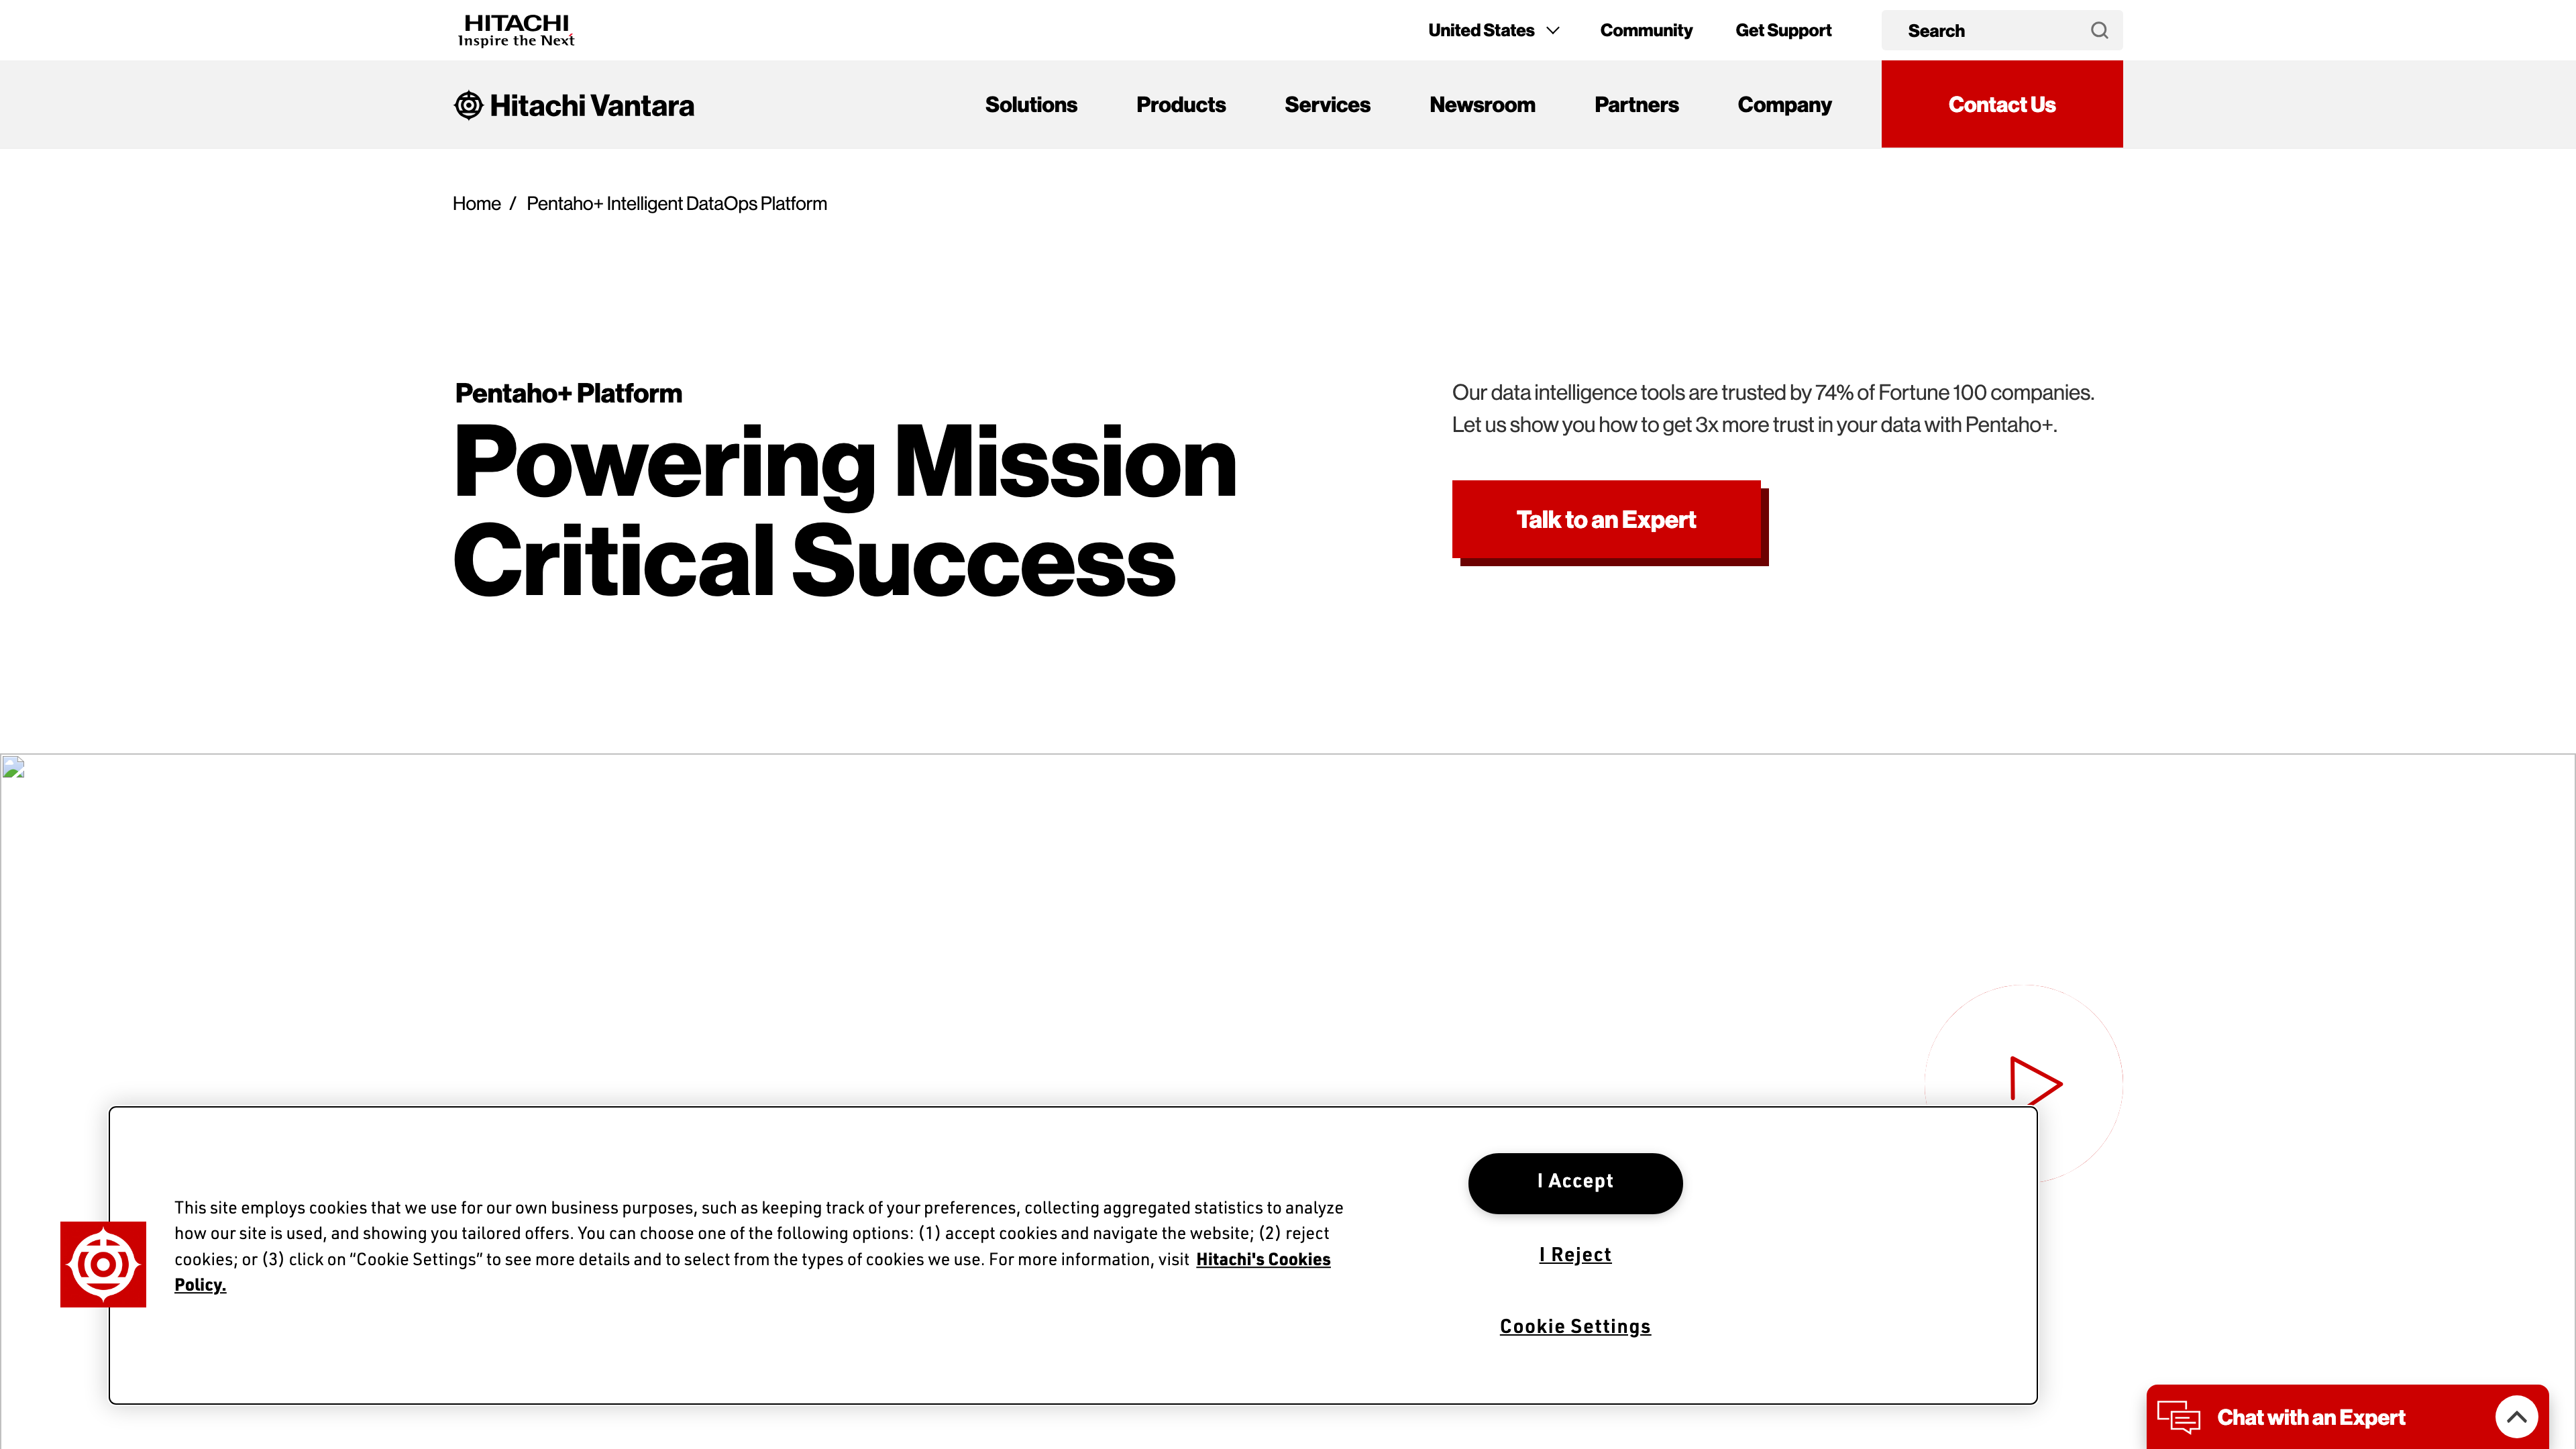 HITACHI
Inspire the Next
United States
Community
Get Support
Search
Hitachi Vantara
Solutions
Products
Services
Newsroom
Partners
Company
Contact Us
Home / Pentaho+ Intelligent DataOps Platform
Pentaho+ Platform
Powering Mission
Critical Success
Our data intelligence tools are trusted by 74% of Fortune 100 companies.
Let us show you how to get 3x more trust in your data with Pentaho+.
Talk to an Expert
This site employs cookies that we use for our own business purposes, such as keeping track of your preferences, collecting aggregated statistics to analyze
how our site is used, and showing you tailored offers. You can choose one of the following options: (1) accept cookies and navigate the website; (2) reject
cookies; or (3) click on “Cookie Settings” to see more details and to select from the types of cookies we use. For more information, visit Hitachi's Cookies
Policy.
I Accept
I Reject
Cookie Settings
Chat with an Expert